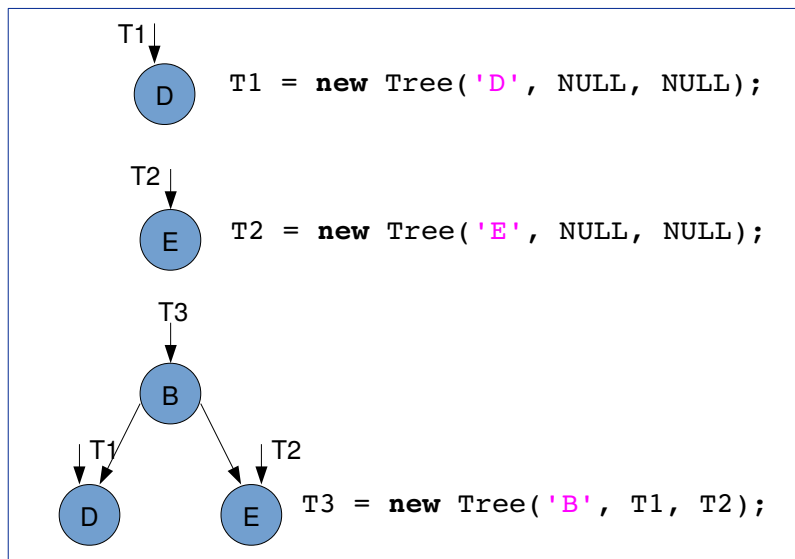 T1
D
T1 = new Tree('D', NULL, NULL);
T2
E
T2 = new Tree('E', NULL, NULL);
T3
B
T1
T2
D
E
T3 = new Tree('B', T1, T2);